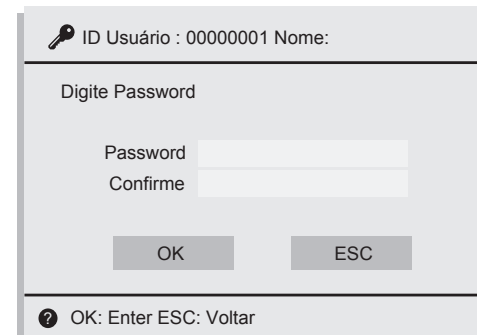 ID Usuário : 00000001 Nome:
Digite Password
Password
Confirme
OK ESC
? OK: Enter ESC: Voltar